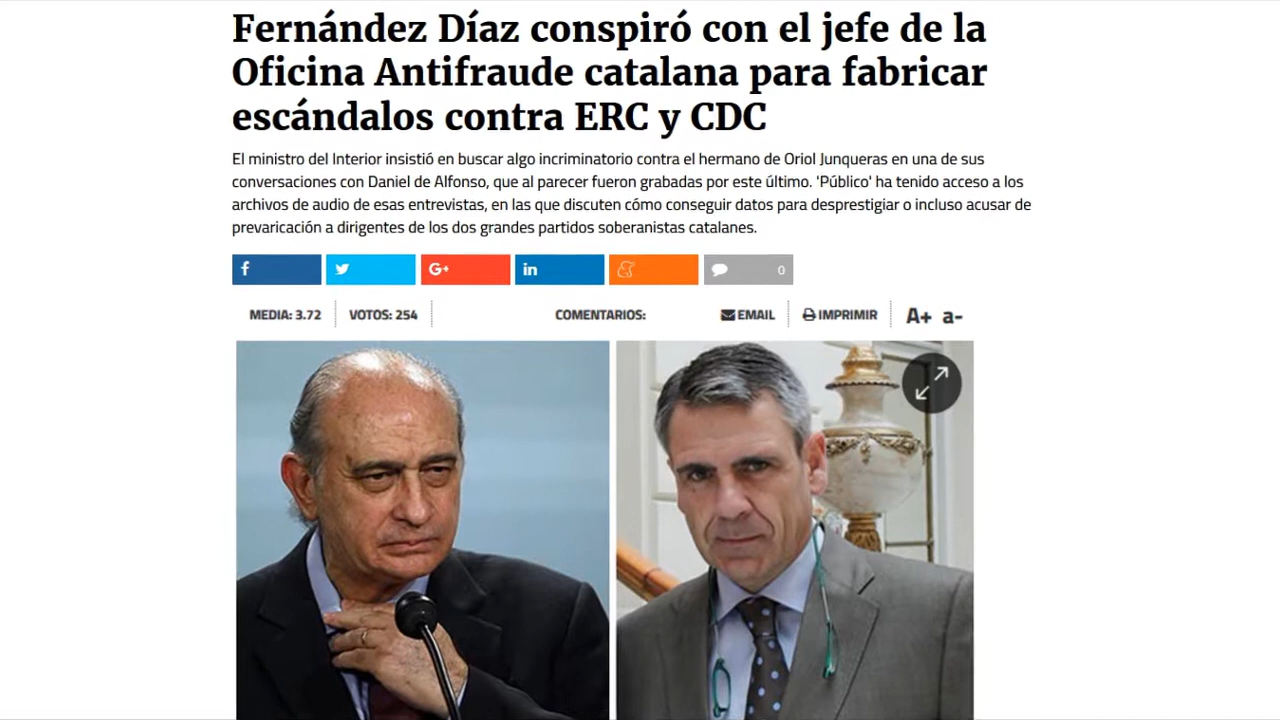 Fernández Díaz conspiró con el jefe de la
Oficina Antifraude catalana para fabricar
escándalos contra ERC y CDC
El ministro del Interior insistió en buscar algo incriminatorio contra el hermano de Oriol Junqueras en una de sus
conversaciones con Daniel de Alfonso, que al parecer fueron grabadas por este último. 'Público' ha tenido acceso a los
archivos de audio de esas entrevistas, en las que discuten cómo conseguir datos para desprestigiar o incluso acusar de
prevaricación a dirigentes de los dos grandes partidos soberanistas catalanes.
f G+ in 0
MEDIA: 3.72 VOTOS: 254 COMENTARIOS: EMAIL IMPRIMIR A+ a-